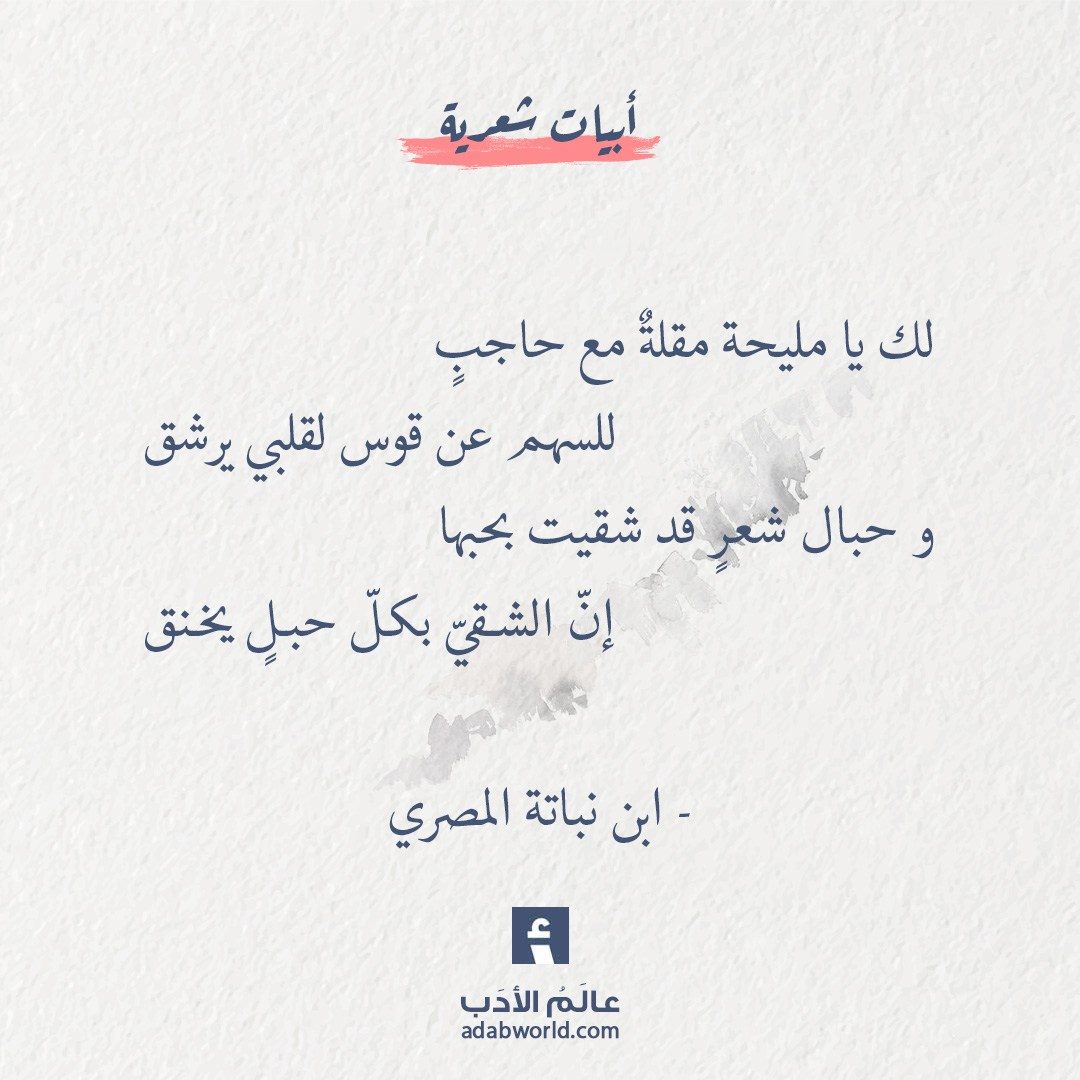 أبيات شعرية
لك يا مليحة مقلةٌ مع حاجبٍ
للسهم عن قوس لقلبي يرشق
و حبال شعرٍ قد شقيت بحبها
إنّ الشقيّ بكلّ حبلٍ يخنق
- ابن نباتة المصري
أ
عالَمُ الأدَب
adabworld.com